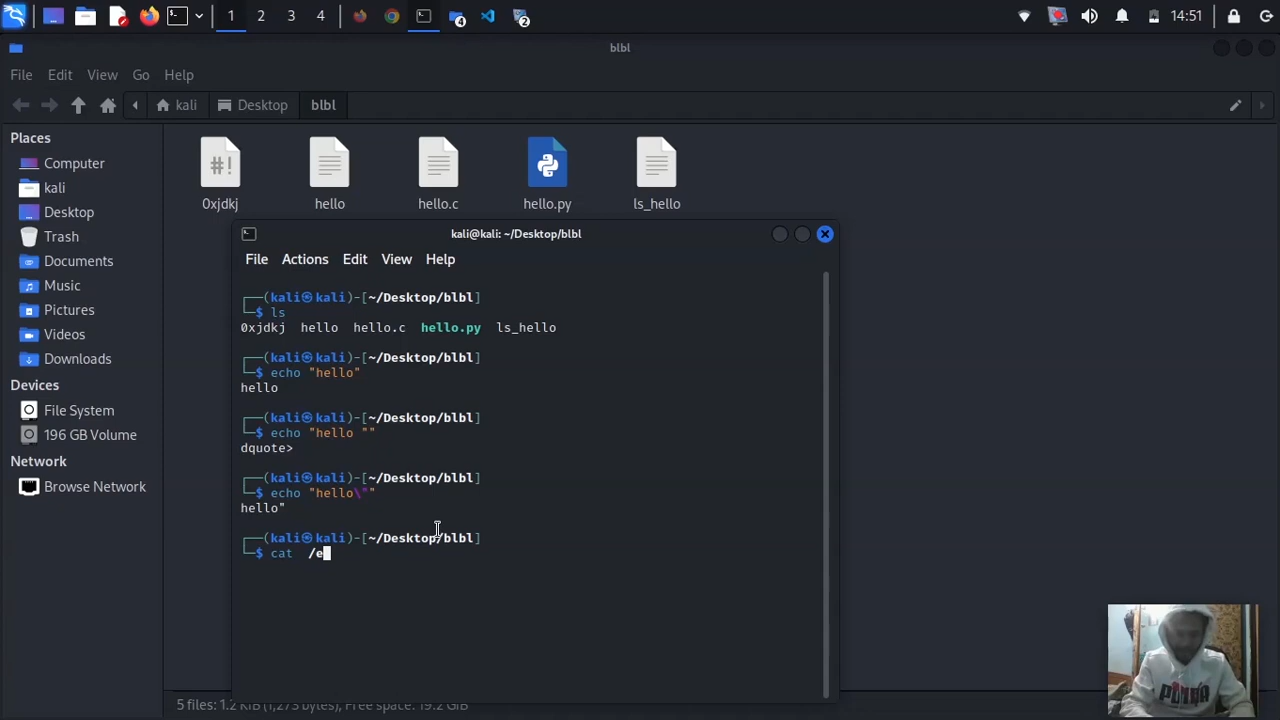 1 2 3 4
4
2
14:51
blbl
File Edit View Go Help
kali Desktop blbl
Places
Computer
kali
Desktop
Trash
Documents
Music
Pictures
Videos
Downloads
Devices
File System
196 GB Volume
Network
Browse Network
#!
0xjdkj hello hello.c hello.py ls_hello
kali@kali: ~/Desktop/blbl
File Actions Edit View Help
┌──(kali㉿kali)-[~/Desktop/blbl]
└─$ ls
0xjdkj hello hello.c hello.py ls_hello
┌──(kali㉿kali)-[~/Desktop/blbl]
└─$ echo "hello"
hello
┌──(kali㉿kali)-[~/Desktop/blbl]
└─$ echo "hello ""
dquote>
┌──(kali㉿kali)-[~/Desktop/blbl]
└─$ echo "hello\""
hello"
┌──(kali㉿kali)-[~/Desktop/blbl]
└─$ cat  /e
5 files: 1.2 KiB (1,273 bytes), Free space: 19.2 GiB
PUMA